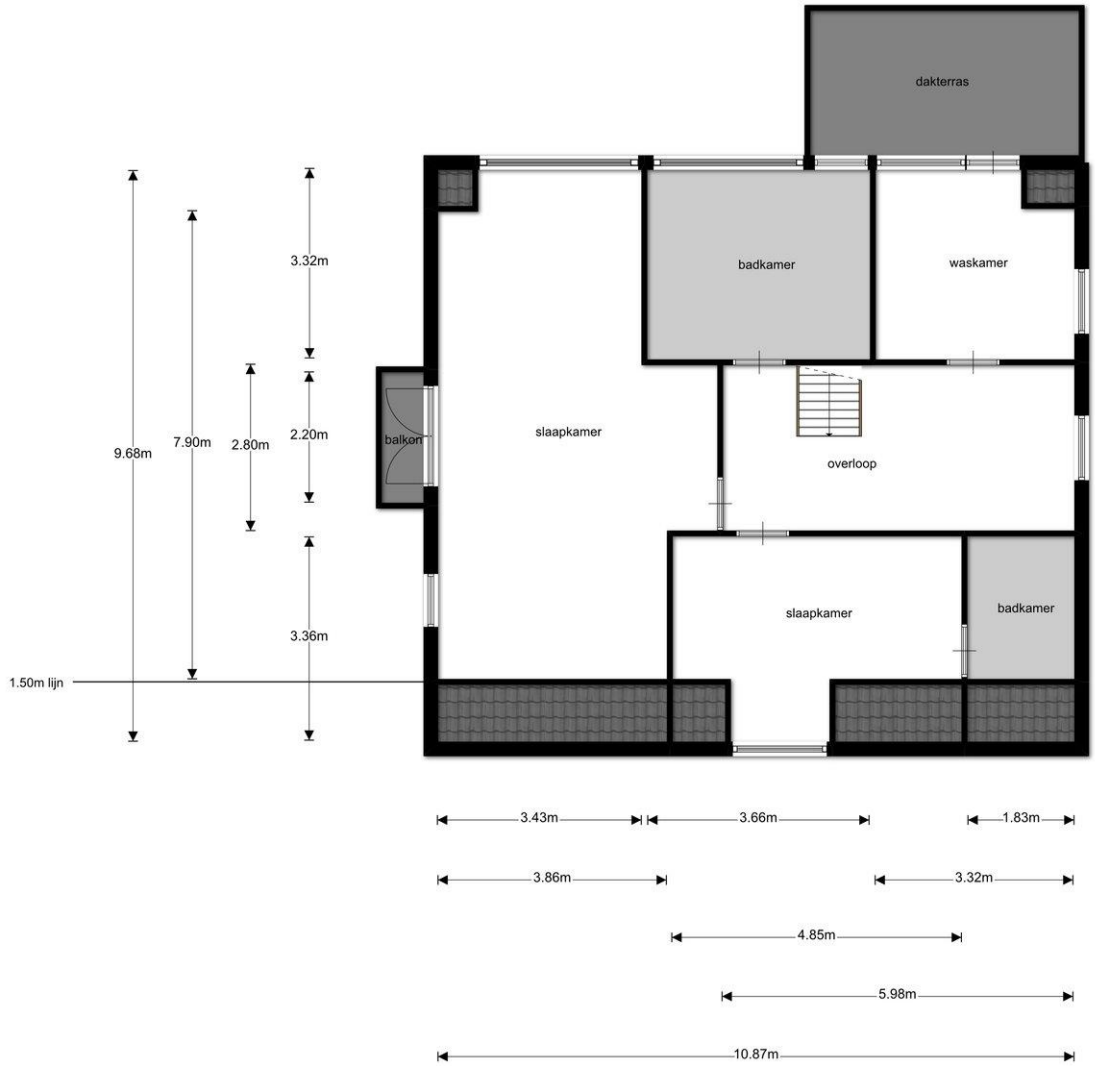 dakterras
3.32m
badkamer
waskamer
9.68m
7.90m
2.80m
2.20m
balkon
slaapkamer
overloop
3.36m
slaapkamer
badkamer
1.50m lijn
3.43m
3.66m
1.83m
3.86m
3.32m
4.85m
5.98m
10.87m